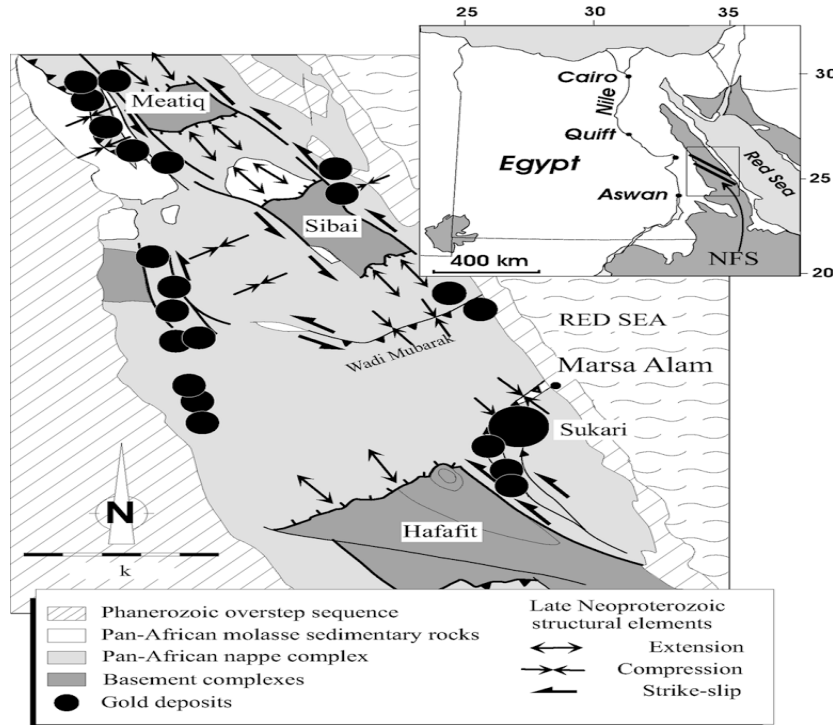 25
30
35
30
25
20
Cairo
Nile
Quift
Egypt
Aswan
Red Sea
400 km
NFS
Meatiq
Sibai
RED SEA
Wadi Mubarak
Marsa Alam
Sukari
Hafafit
N
k
Phanerozoic overstep sequence
Pan-African molasse sedimentary rocks
Pan-African nappe complex
Basement complexes
Gold deposits
Late Neoproterozoic
structural elements
Extension
Compression
Strike-slip